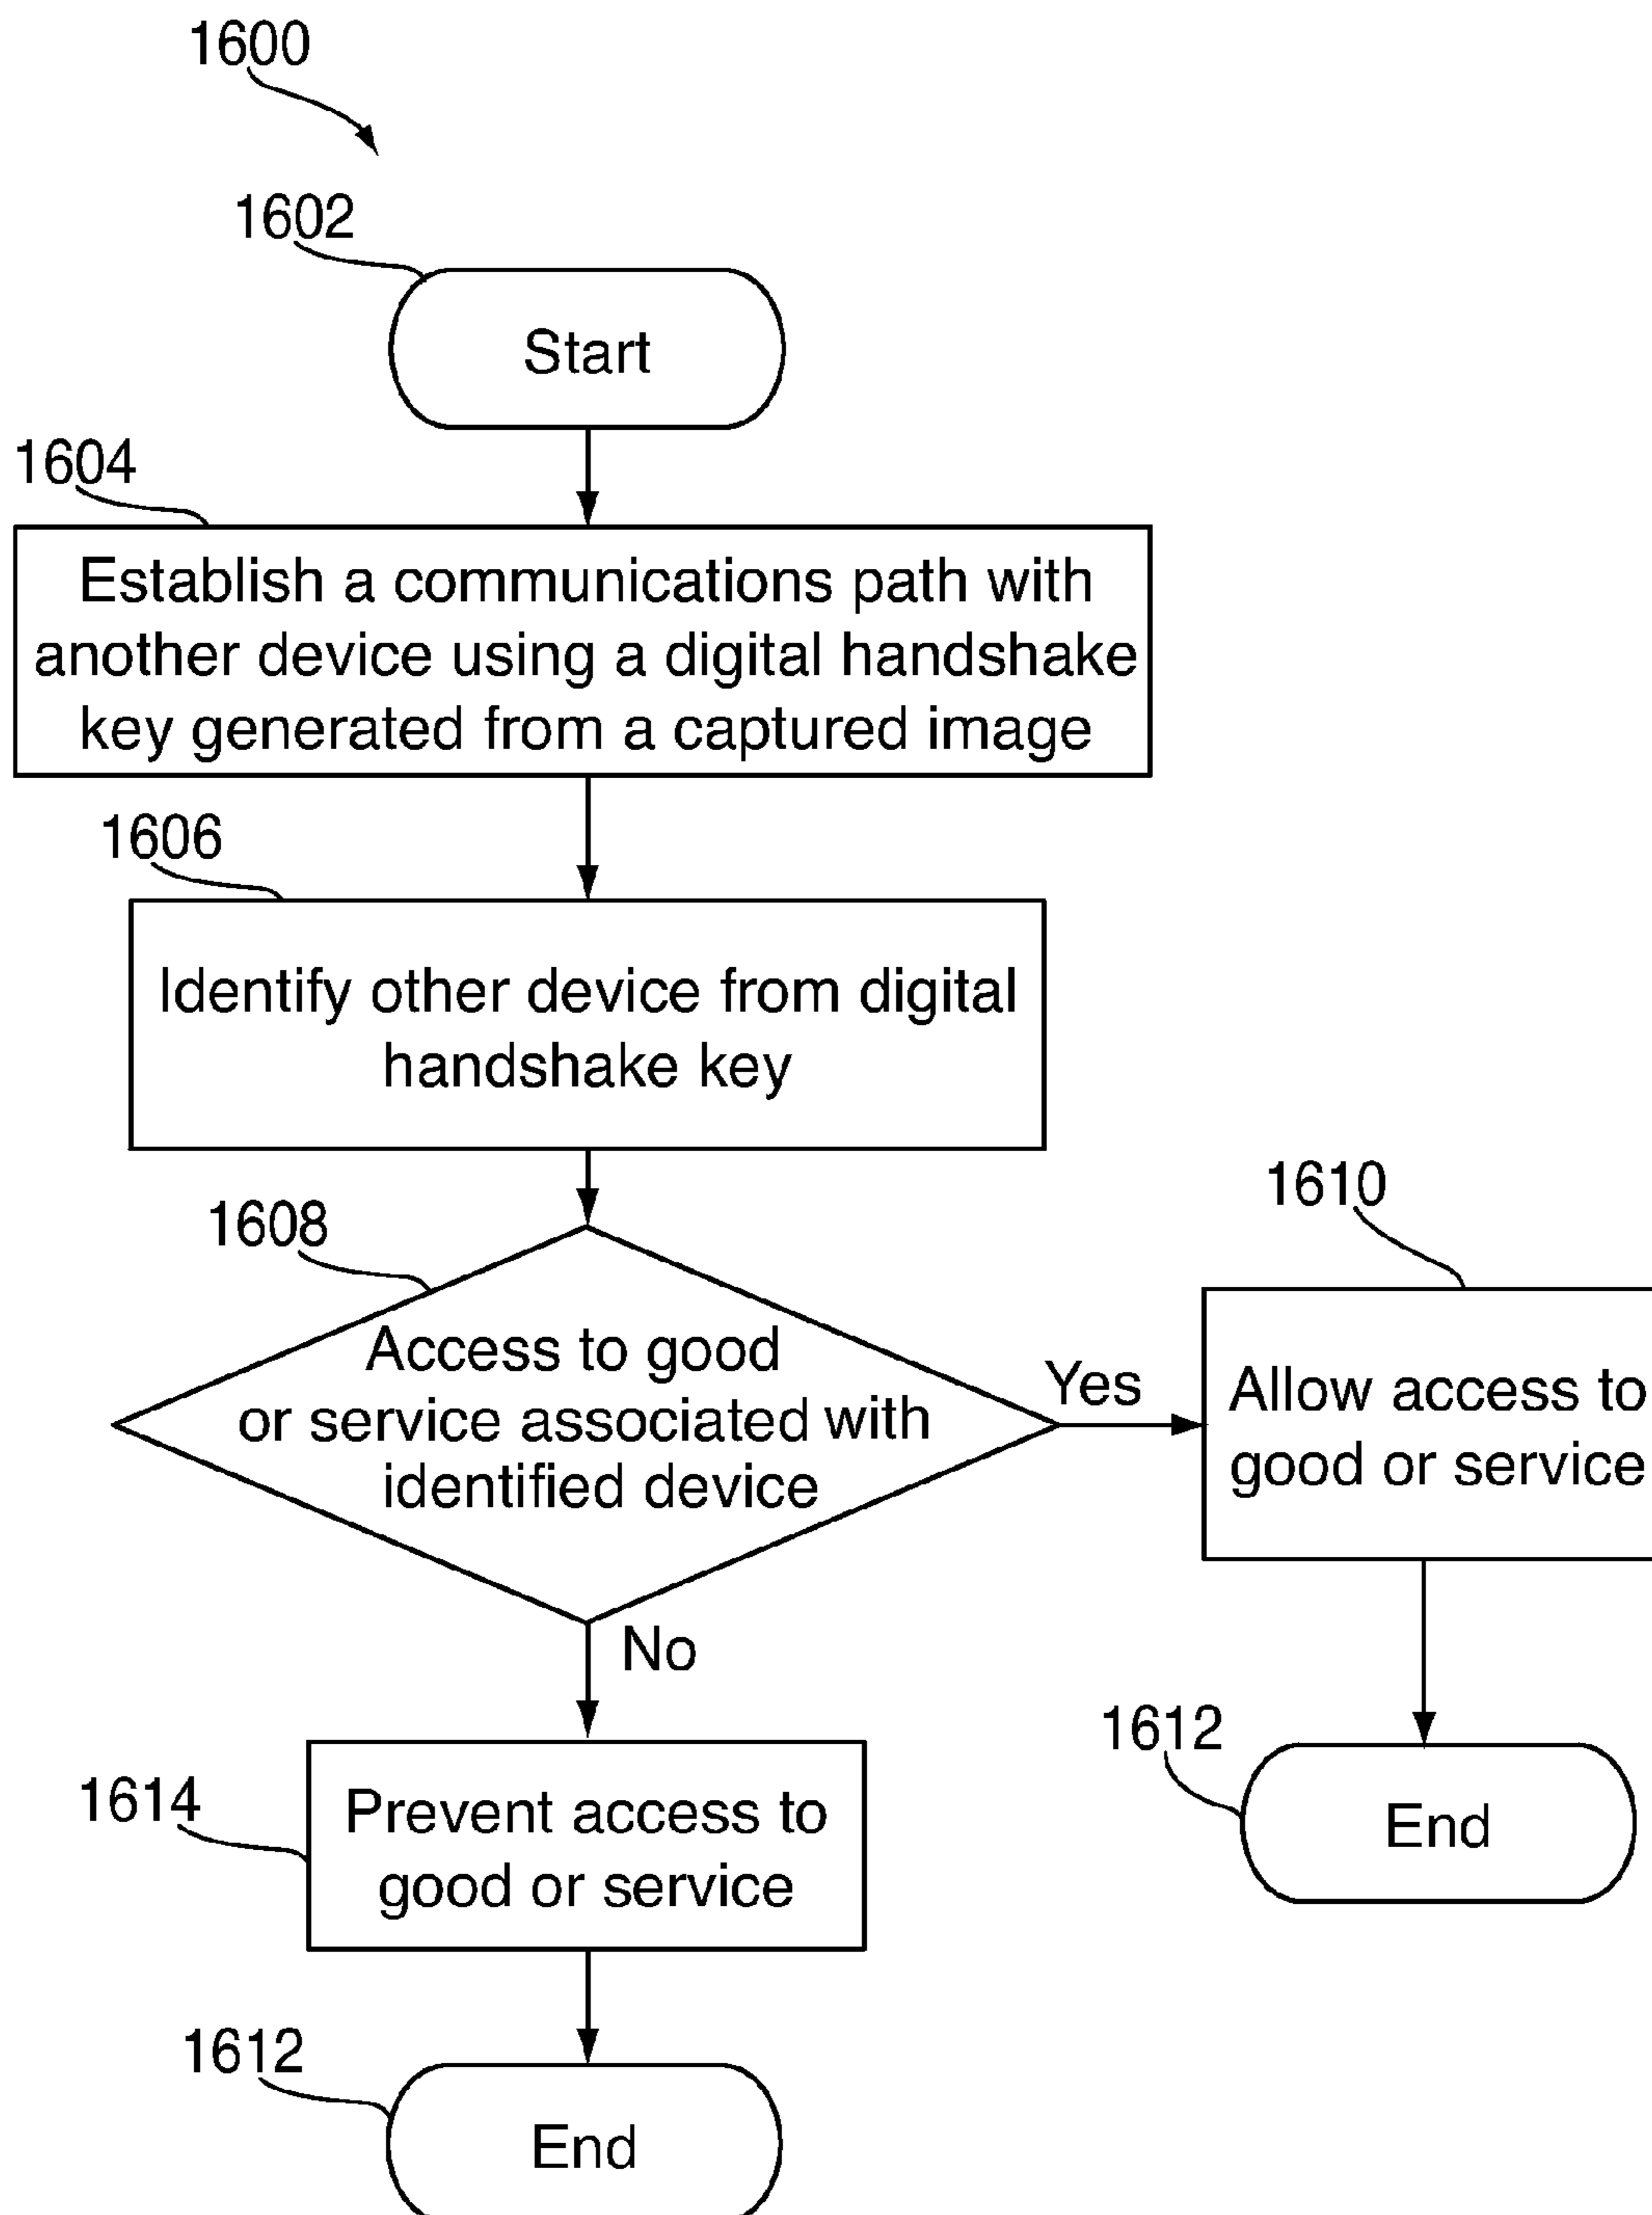 1600
1602
Start
1604
Establish a communications path with
another device using a digital handshake
key generated from a captured image
1606
Identify other device from digital
handshake key
1608
Access to good
or service associated with
identified device
Yes
1610
Allow access to
good or service
No
1612
End
1614
Prevent access to
good or service
1612
End